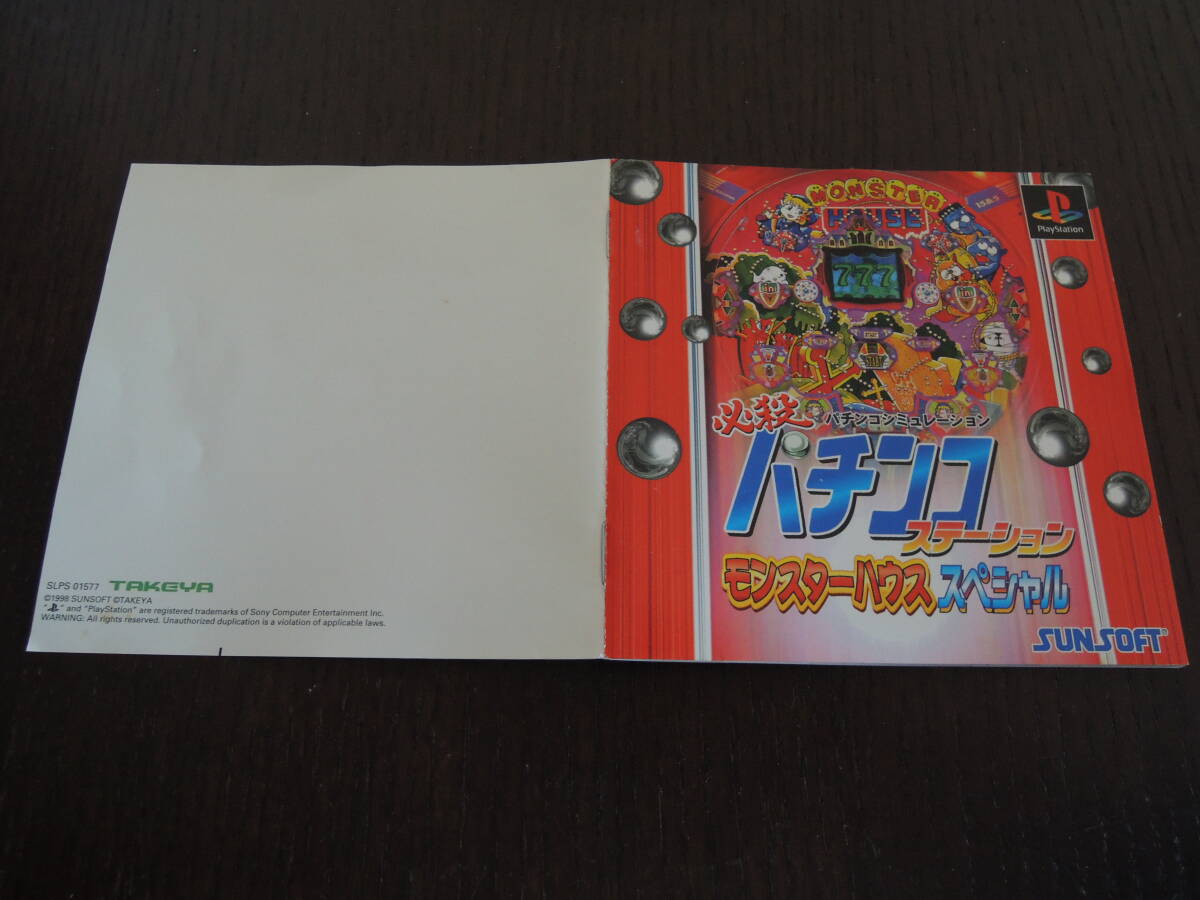 SLPS 01577 TAKEYA
©1998 SUNSOFT ©TAKEYA
" " and "PlayStation" are registered trademarks of Sony Computer Entertainment Inc.
WARNING: All rights reserved. Unauthorized duplication is a violation of applicable laws.
MONSTER
HOUSE
PlayStation
777
必殺 パチンコシミュレーション
パチンコ
ステーション
モンスターハウス スペシャル
SUNSOFT®